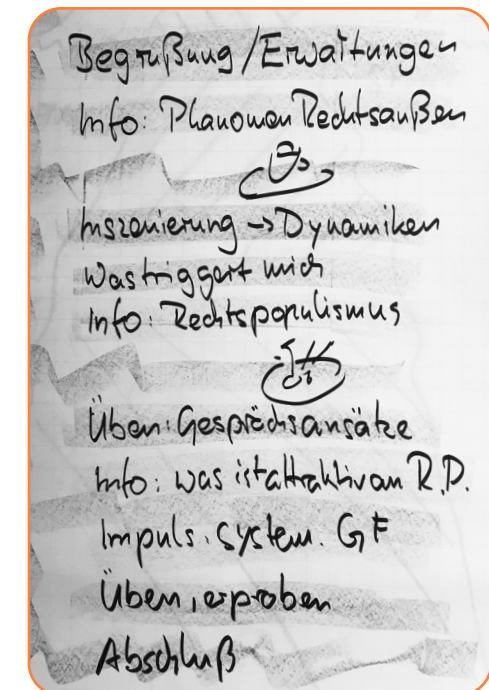 Begrüßung / Erwartungen
Info: Phänomen Rechtsaußen
Inszenierung -> Dynamiken
Was triggert mich
Info: Rechtspopulismus
Üben: Gesprächsansätze
Info: was ist attraktiv an R.D.
Impuls. System. GF
Üben, erproben
Abschluß